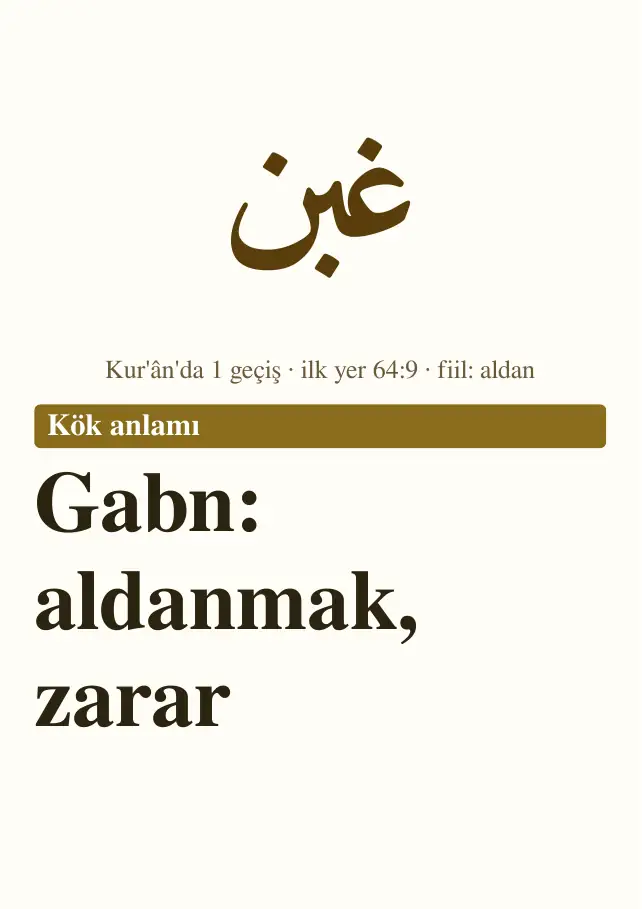 غبن
Kur'ân'da 1 geçiş · ilk yer 64:9 · fiil: aldan
Kök anlamı
Gabn:
aldanmak,
zarar